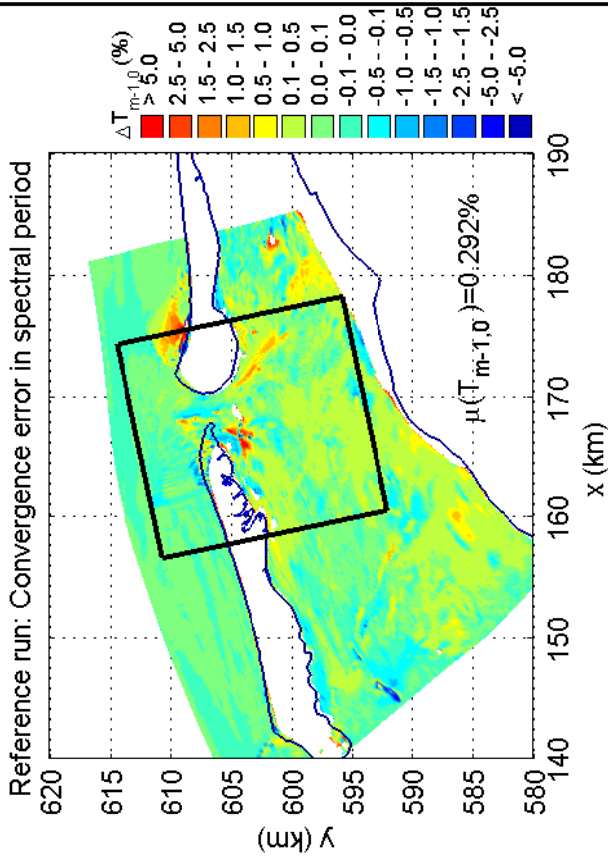 Reference run: Convergence error in spectral period
620
615
610
605
600
595
590
585
580
y (km)
140
150
160
170
180
190
x (km)
μ(T_m-1,0)=0.292%
ΔT_m-1,0 (%)
> 5.0
2.5 - 5.0
1.5 - 2.5
1.0 - 1.5
0.5 - 1.0
0.1 - 0.5
0.0 - 0.1
-0.1 - 0.0
-0.5 - -0.1
-1.0 - -0.5
-1.5 - -1.0
-2.5 - -1.5
-5.0 - -2.5
< -5.0